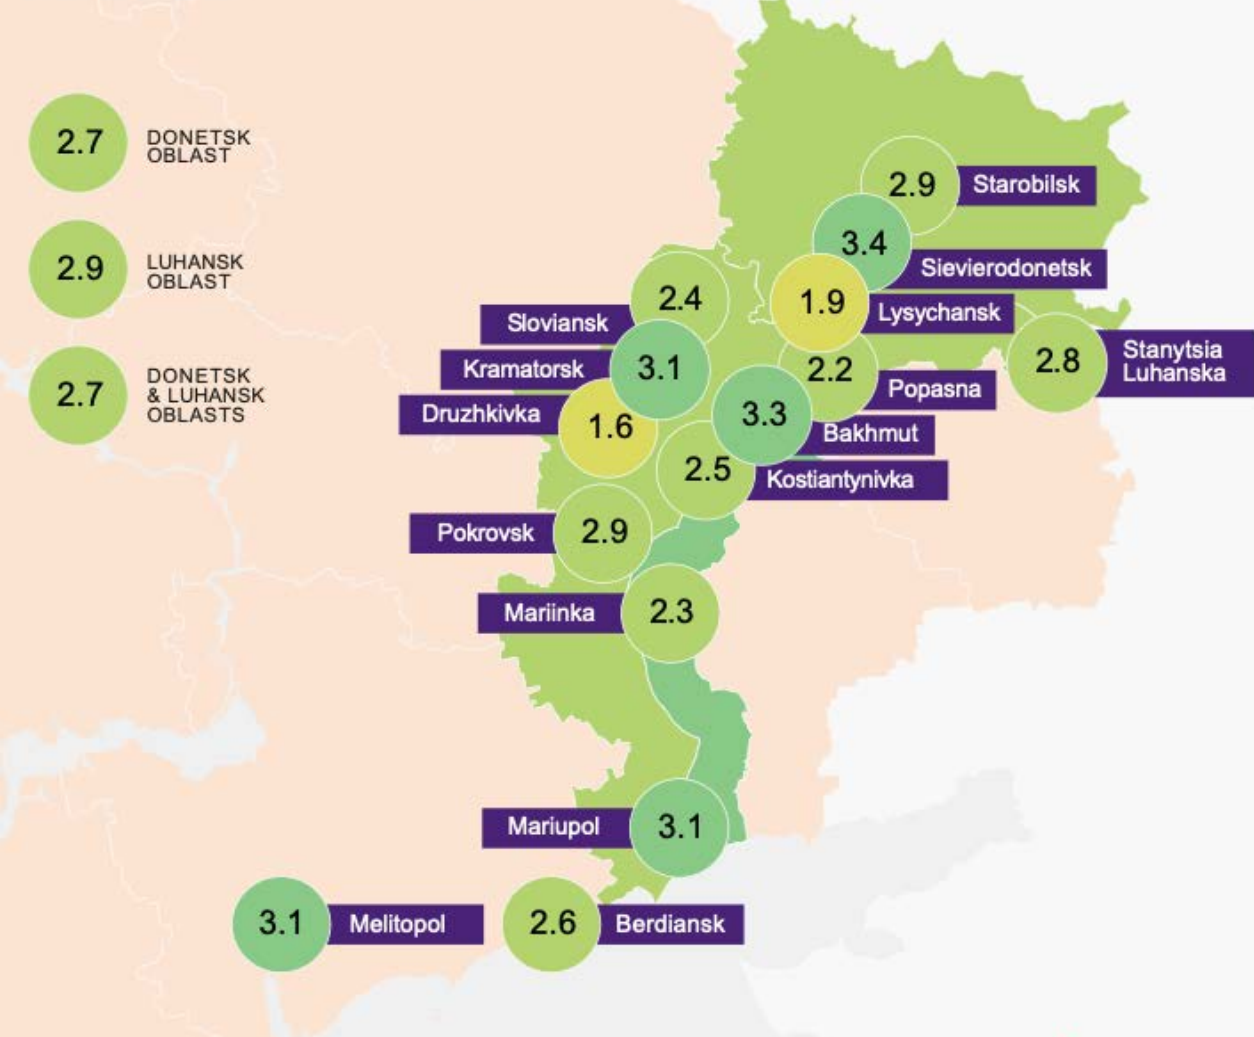 2.7
DONETSK
OBLAST
2.9
LUHANSK
OBLAST
2.7
DONETSK
& LUHANSK
OBLASTS
2.9
Starobilsk
3.4
Sievierodonetsk
1.9
Lysychansk
2.4
Sloviansk
2.8
Stanytsia
Luhanska
3.1
Kramatorsk
2.2
Popasna
1.6
Druzhkivka
3.3
Bakhmut
2.5
Kostiantynivka
2.9
Pokrovsk
2.3
Mariinka
3.1
Mariupol
3.1
Melitopol
2.6
Berdiansk